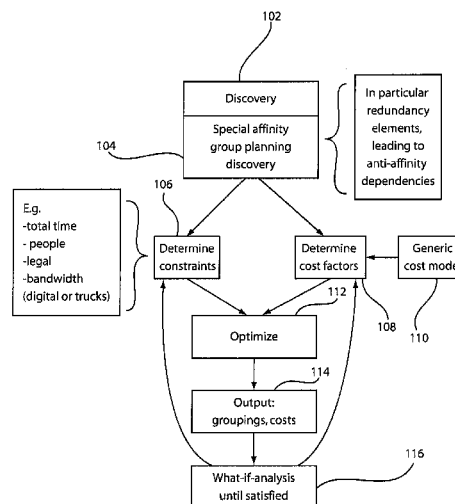 102
Discovery
Special affinity
group planning
discovery
104
In particular
redundancy
elements,
leading to
anti-affinity
dependencies
E.g.
-total time
- people
-legal
-bandwidth
(digital or trucks)
106
Determine
constraints
Determine
cost factors
Generic
cost model
108
110
112
Optimize
114
Output:
groupings, costs
What-if-analysis
until satisfied
116